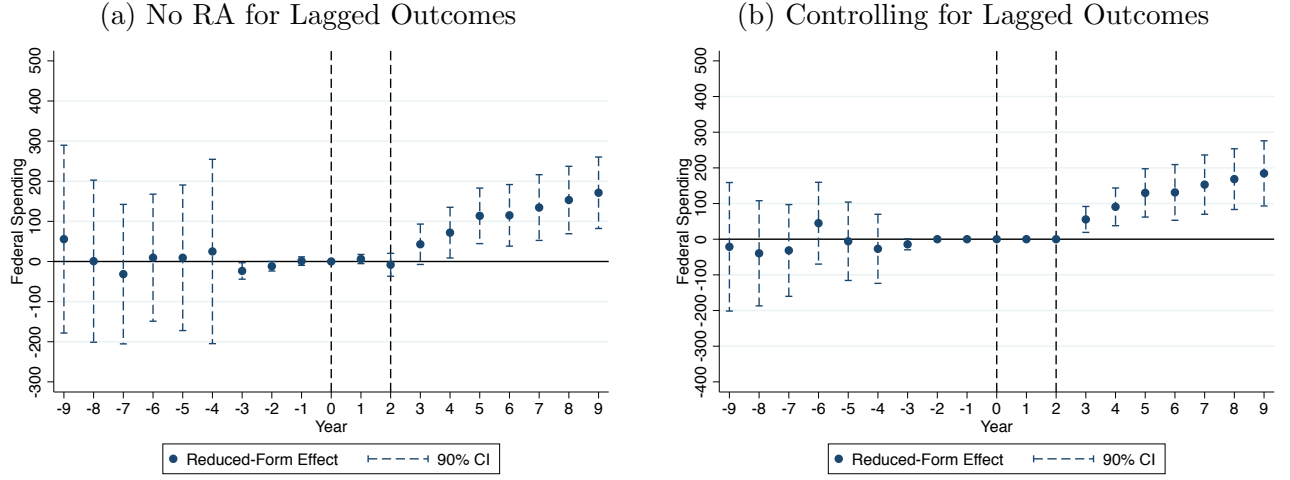 (a) No RA for Lagged Outcomes
Federal Spending
500
400
300
200
100
0
-100
-200
-300
-9 -8 -7 -6 -5 -4 -3 -2 -1 0 1 2 3 4 5 6 7 8 9
Year
Reduced-Form Effect 90% CI
(b) Controlling for Lagged Outcomes
Federal Spending
500
400
300
200
100
0
-100
-200
-300
-400
-9 -8 -7 -6 -5 -4 -3 -2 -1 0 1 2 3 4 5 6 7 8 9
Year
Reduced-Form Effect 90% CI